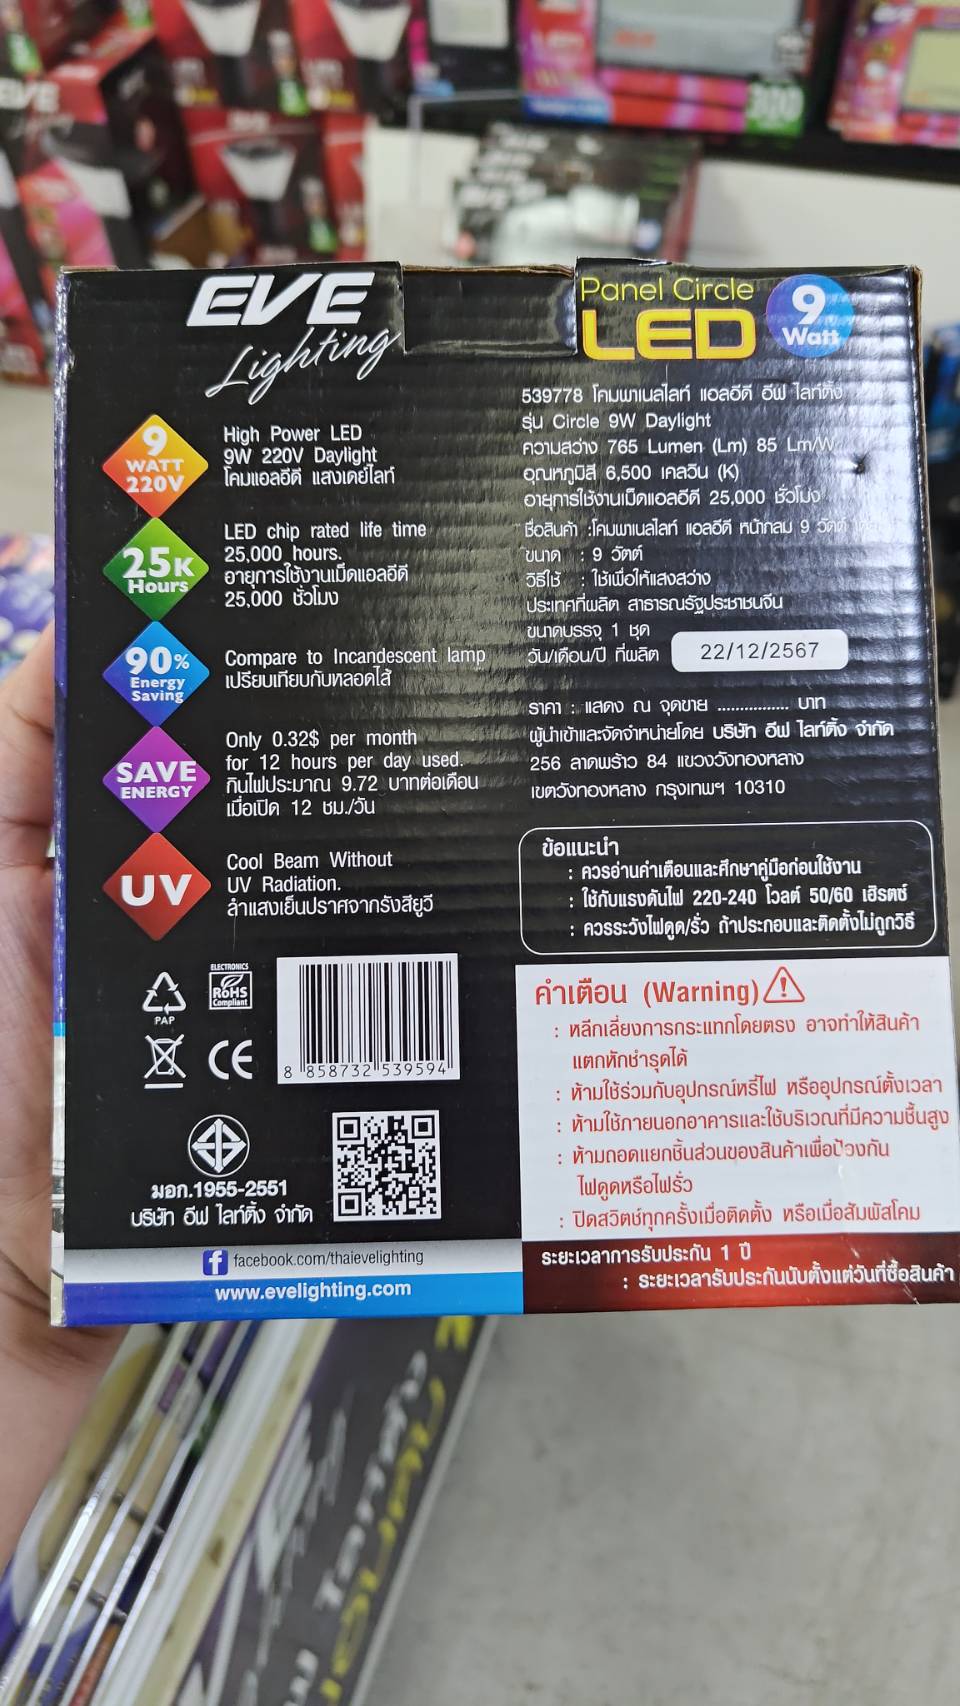 EVE
Lighting
Panel Circle
LED
9
Watt
9
WATT
220V
High Power LED
9W 220V Daylight
โคมแอลอีดี แสงเดย์ไลท์
25K
Hours
LED chip rated life time
25,000 hours.
อายุการใช้งานเม็ดแอลอีดี
25,000 ชั่วโมง
90%
Energy
Saving
Compare to Incandescent lamp
เปรียบเทียบกับหลอดไส้
SAVE
ENERGY
Only 0.32$ per month
for 12 hours per day used.
กินไฟประมาณ 9.72 บาทต่อเดือน
เมื่อเปิด 12 ชม./วัน
UV
Cool Beam Without
UV Radiation.
ลำแสงเย็นปราศจากรังสียูวี
PAP
ELECTRONICS
RoHS
Compliant
CE
8 858732 539594
มอก.1955-2551
บริษัท อีฟ ไลท์ติ้ง จำกัด
facebook.com/thaievelighting
www.evelighting.com
539778 โคมพาเนลไลท์ แอลอีดี อีฟ ไลท์ติ้ง
รุ่น Circle 9W Daylight
ความสว่าง 765 Lumen (Lm) 85 Lm/W
อุณหภูมิสี 6,500 เคลวิน (K)
อายุการใช้งานเม็ดแอลอีดี 25,000 ชั่วโมง
ชื่อสินค้า :โคมพาเนลไลท์ แอลอีดี หน้ากลม 9 วัตต์
ขนาด : 9 วัตต์
วิธีใช้ : ใช้เพื่อให้แสงสว่าง
ประเทศที่ผลิต สาธารณรัฐประชาชนจีน
ขนาดบรรจุ 1 ชุด
วัน/เดือน/ปี ที่ผลิต 22/12/2567
ราคา : แสดง ณ จุดขาย ................ บาท
ผู้นำเข้าและจัดจำหน่ายโดย บริษัท อีฟ ไลท์ติ้ง จำกัด
256 ลาดพร้าว 84 แขวงวังทองหลาง
เขตวังทองหลาง กรุงเทพฯ 10310
ข้อแนะนำ
: ควรอ่านคำเตือนและศึกษาคู่มือก่อนใช้งาน
: ใช้กับแรงดันไฟ 220-240 โวลต์ 50/60 เฮิรตซ์
: ควรระวังไฟดูด/รั่ว ถ้าประกอบและติดตั้งไม่ถูกวิธี
คำเตือน (Warning)
: หลีกเลี่ยงการกระแทกโดยตรง อาจทำให้สินค้า
แตกหักชำรุดได้
: ห้ามใช้ร่วมกับอุปกรณ์หรี่ไฟ หรืออุปกรณ์ตั้งเวลา
: ห้ามใช้ภายนอกอาคารและใช้บริเวณที่มีความชื้นสูง
: ห้ามถอดแยกชิ้นส่วนของสินค้าเพื่อป้องกัน
ไฟดูดหรือไฟรั่ว
: ปิดสวิตช์ทุกครั้งเมื่อติดตั้ง หรือเมื่อสัมผัสโคม
ระยะเวลาการรับประกัน 1 ปี
: ระยะเวลารับประกันนับตั้งแต่วันที่ซื้อสินค้า